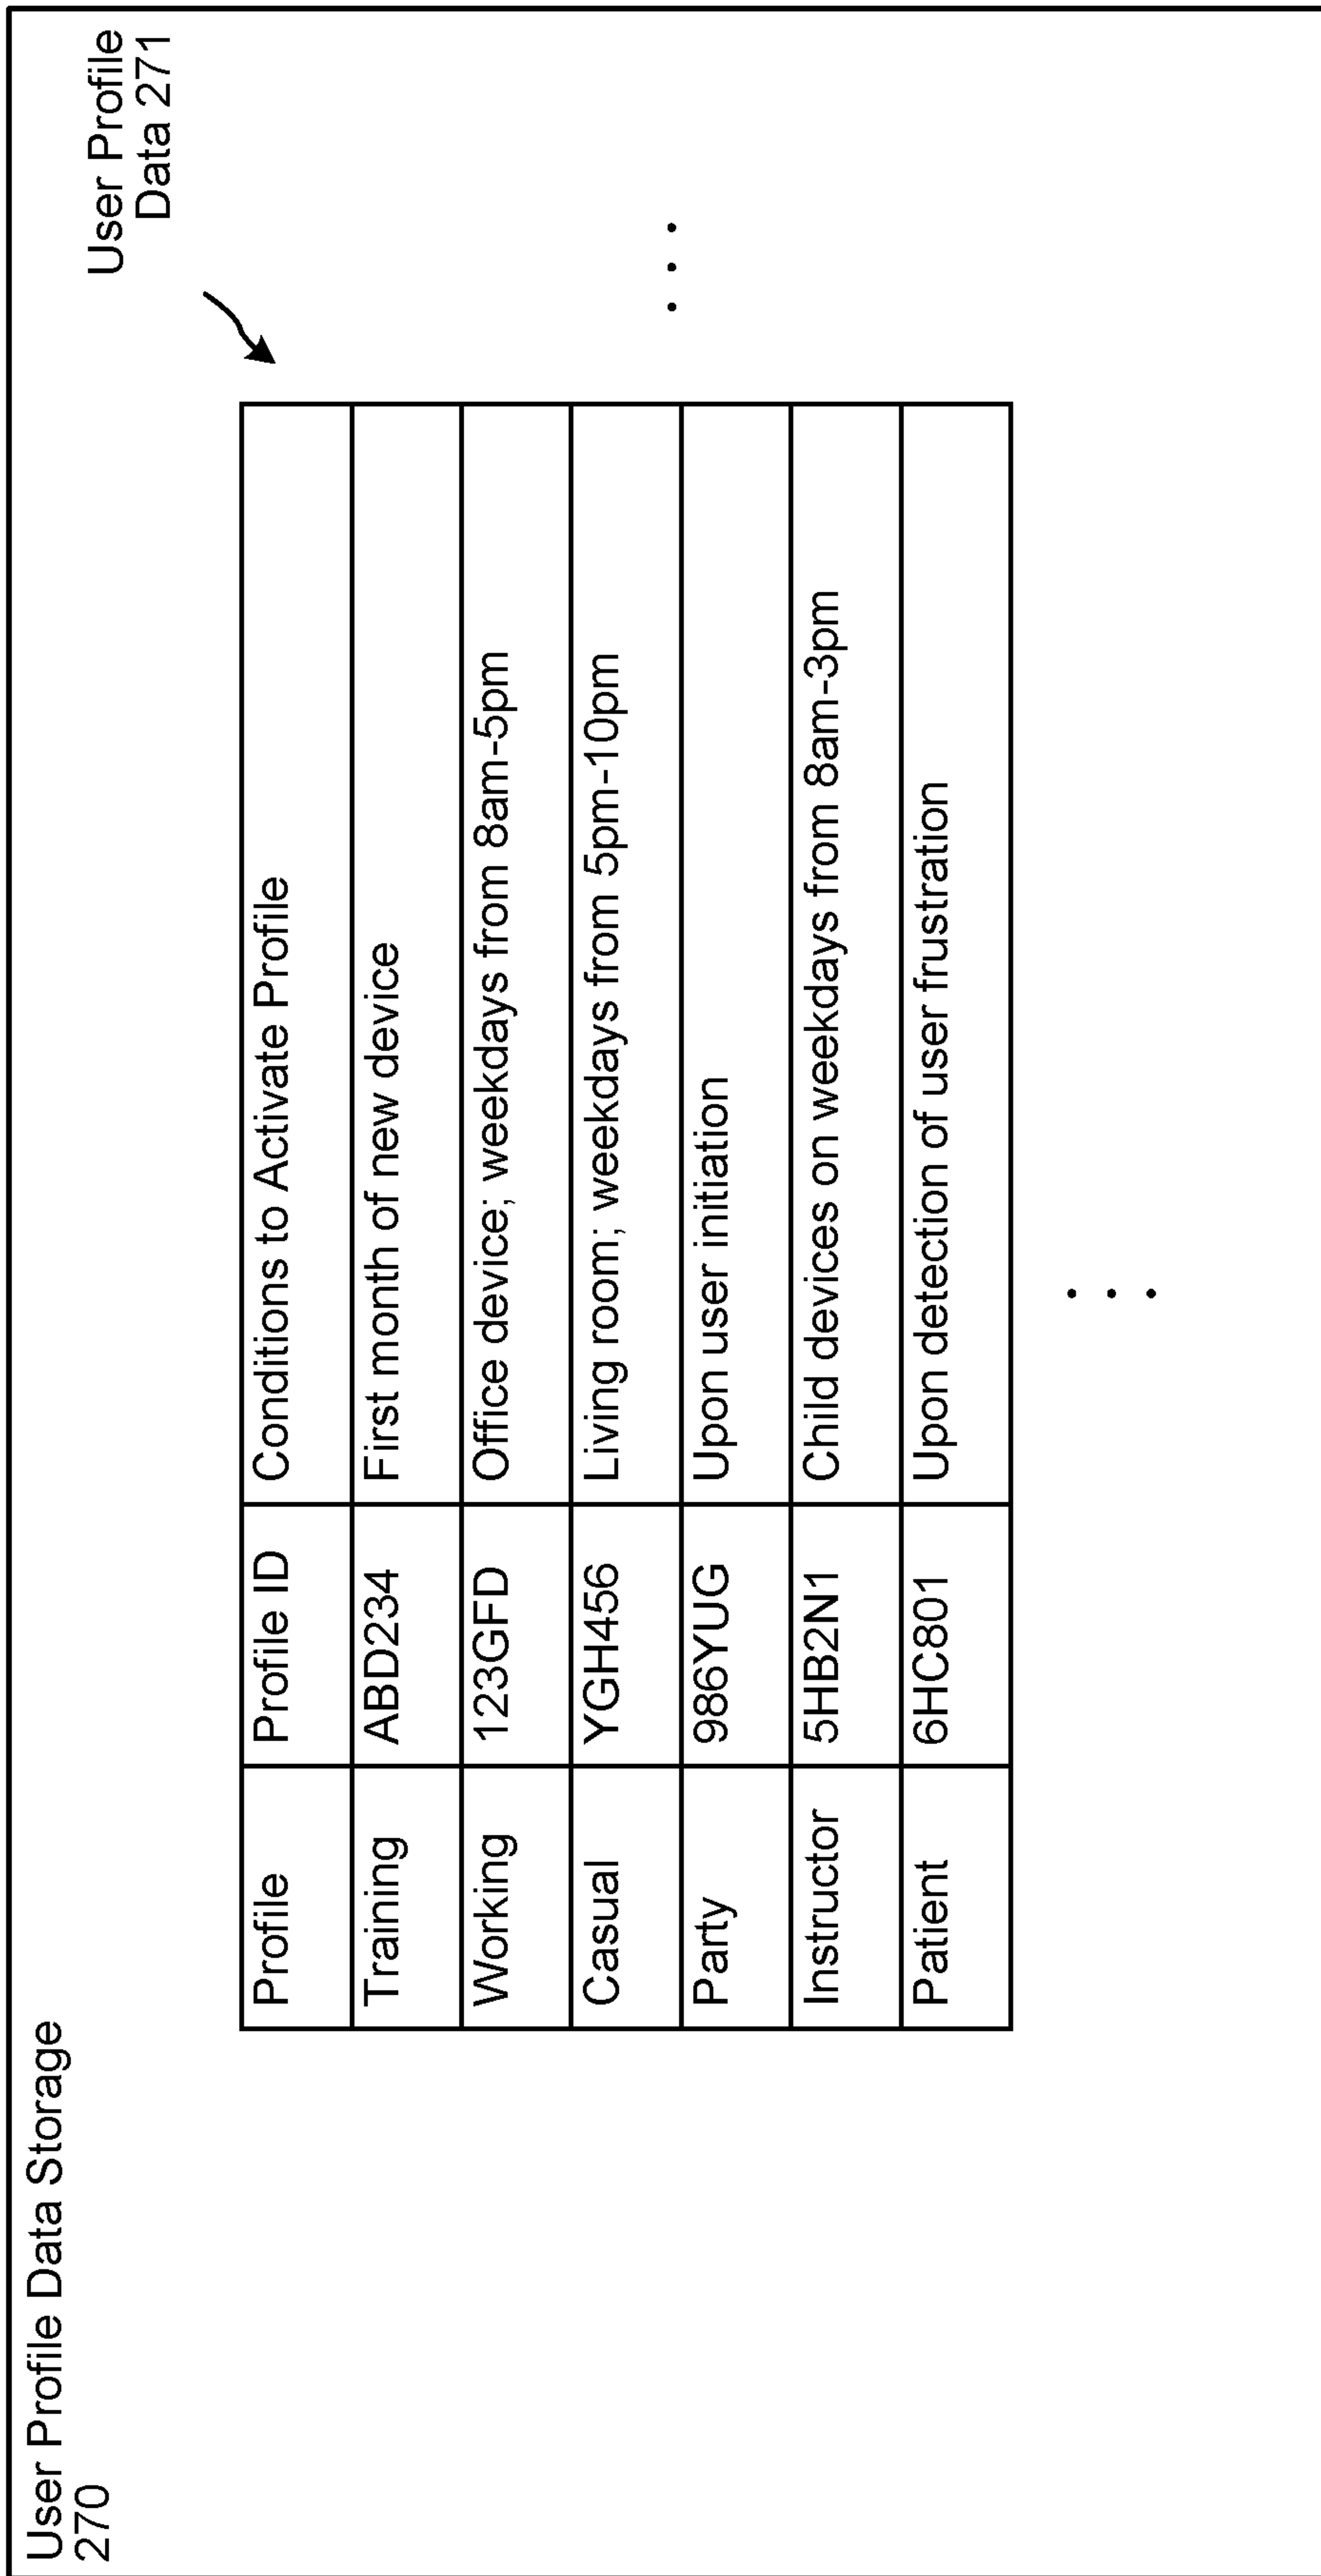 User Profile Data Storage
270
User Profile
Data 271
Profile Profile ID Conditions to Activate Profile
Training ABD234 First month of new device
Working 123GFD Office device; weekdays from 8am-5pm
Casual YGH456 Living room; weekdays from 5pm-10pm
Party 986YUG Upon user initiation
Instructor 5HB2N1 Child devices on weekdays from 8am-3pm
Patient 6HC801 Upon detection of user frustration